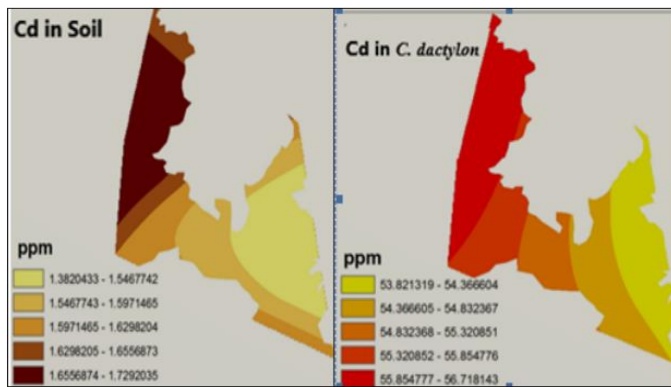 Cd in Soil
ppm
1.3820433 - 1.5467742
1.5467743 - 1.5971465
1.5971465 - 1.6298204
1.6298205 - 1.6556873
1.6556874 - 1.7292035
Cd in C. dactylon
ppm
53.821319 - 54.366604
54.366605 - 54.832367
54.832368 - 55.320851
55.320852 - 55.854776
55.854777 - 56.718143